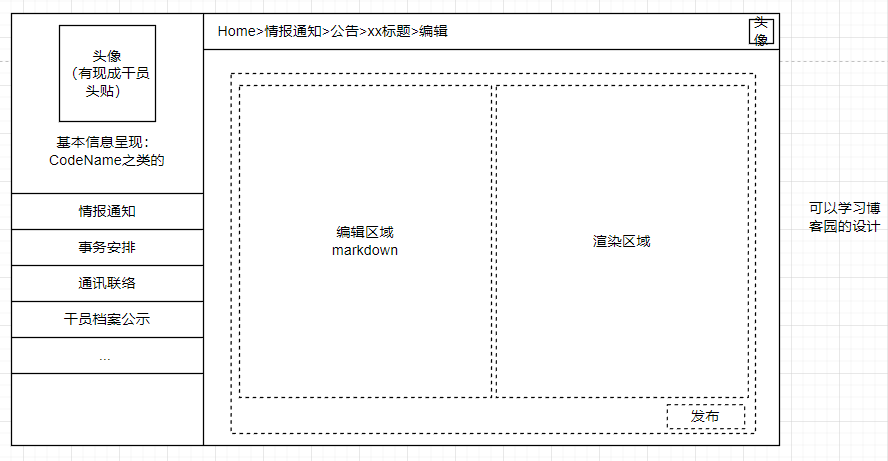 头像
（有现成干员
头贴）
基本信息呈现：
CodeName之类的
情报通知
事务安排
通讯联络
干员档案公示
...
Home>情报通知>公告>xx标题>编辑
头
像
编辑区域
markdown
渲染区域
发布
可以学习博
客园的设计